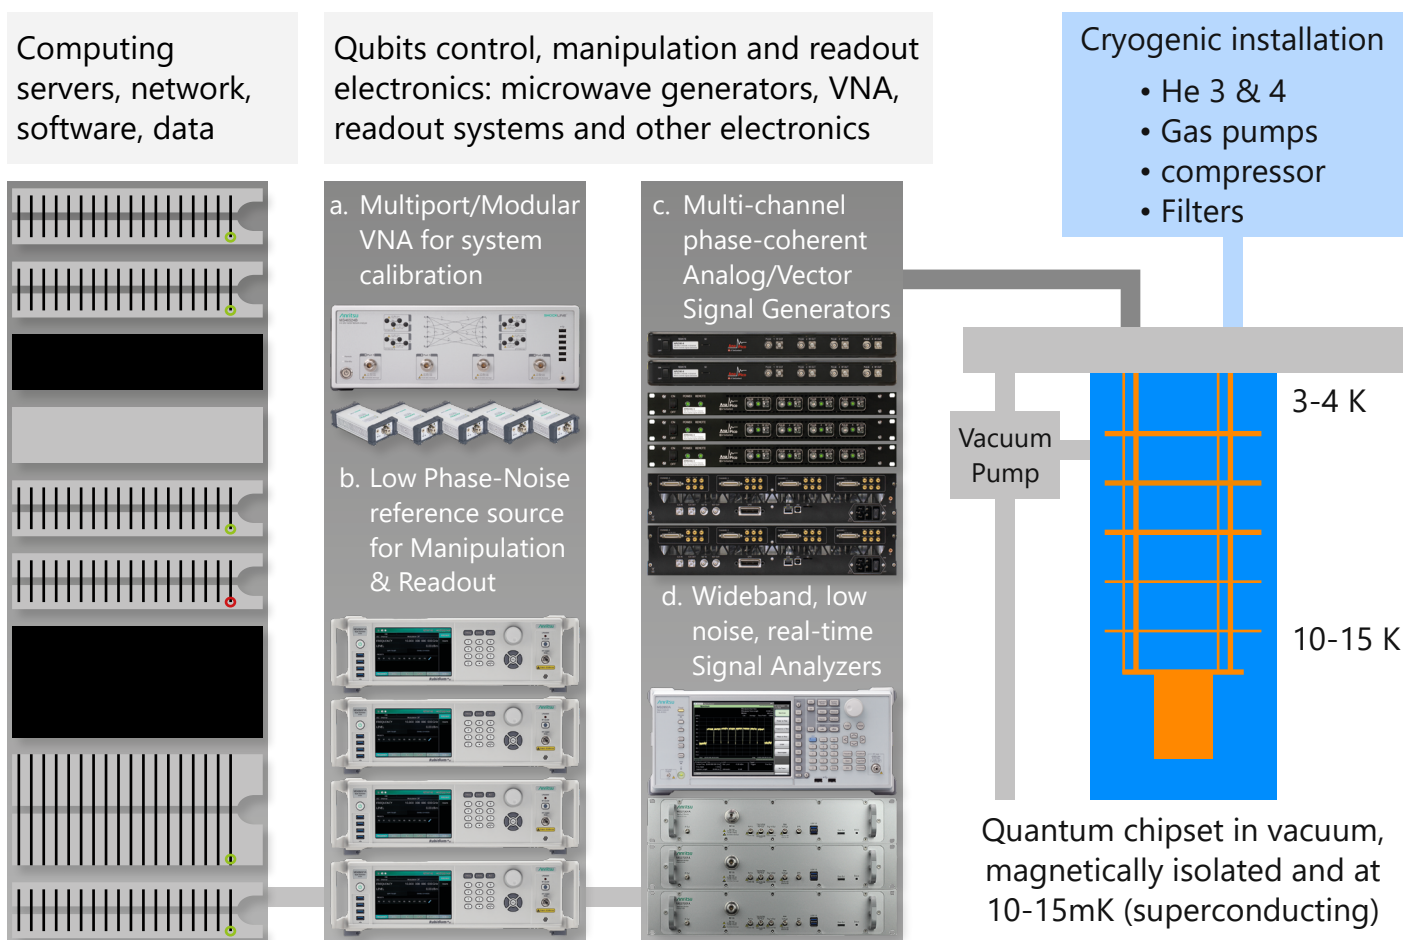 Computing
servers, network,
software, data
Qubits control, manipulation and readout
electronics: microwave generators, VNA,
readout systems and other electronics
Cryogenic installation
• He 3 & 4
• Gas pumps
• compressor
• Filters
a. Multiport/Modular
VNA for system
calibration
Anritsu
b. Low Phase-Noise
reference source
for Manipulation
& Readout
c. Multi-channel
phase-coherent
Analog/Vector
Signal Generators
d. Wideband, low
noise, real-time
Signal Analyzers
Vacuum
Pump
3-4 K
10-15 K
Quantum chipset in vacuum,
magnetically isolated and at
10-15mK (superconducting)